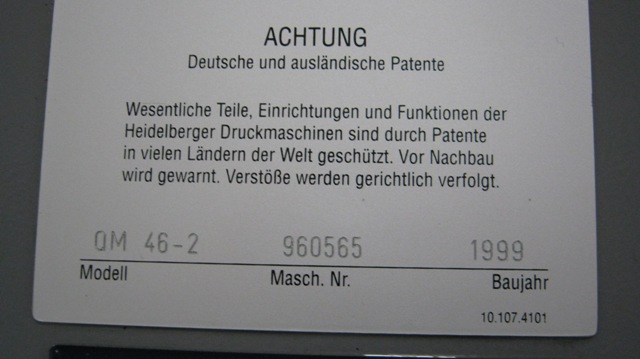 ACHTUNG
Deutsche und ausländische Patente
Wesentliche Teile, Einrichtungen und Funktionen der
Heidelberger Druckmaschinen sind durch Patente
in vielen Ländern der Welt geschützt. Vor Nachbau
wird gewarnt. Verstöße werden gerichtlich verfolgt.
QM 46-2 960565 1999
Modell Masch. Nr. Baujahr
10.107.4101